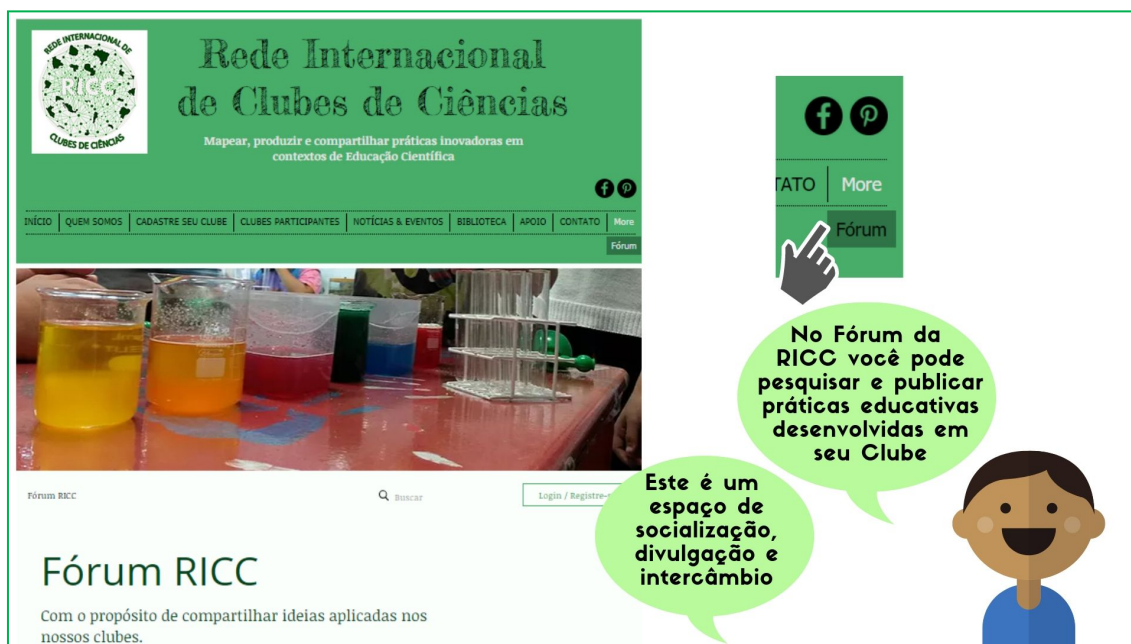 REDE INTERNACIONAL DE
RICC
CLUBES DE CIÊNCIAS
Rede Internacional
de Clubes de Ciências
Mapear, produzir e compartilhar práticas inovadoras em
contextos de Educação Científica
INÍCIO QUEM SOMOS CADASTRE SEU CLUBE CLUBES PARTICIPANTES NOTÍCIAS & EVENTOS BIBLIOTECA APOIO CONTATO More
Fórum
TATO More
Fórum
No Fórum da
RICC você pode
pesquisar e publicar
práticas educativas
desenvolvidas em
seu Clube
Fórum RICC
Buscar
Login / Registre-
Este é um
espaço de
socialização,
divulgação e
intercâmbio
Fórum RICC
Com o propósito de compartilhar ideias aplicadas nos
nossos clubes.